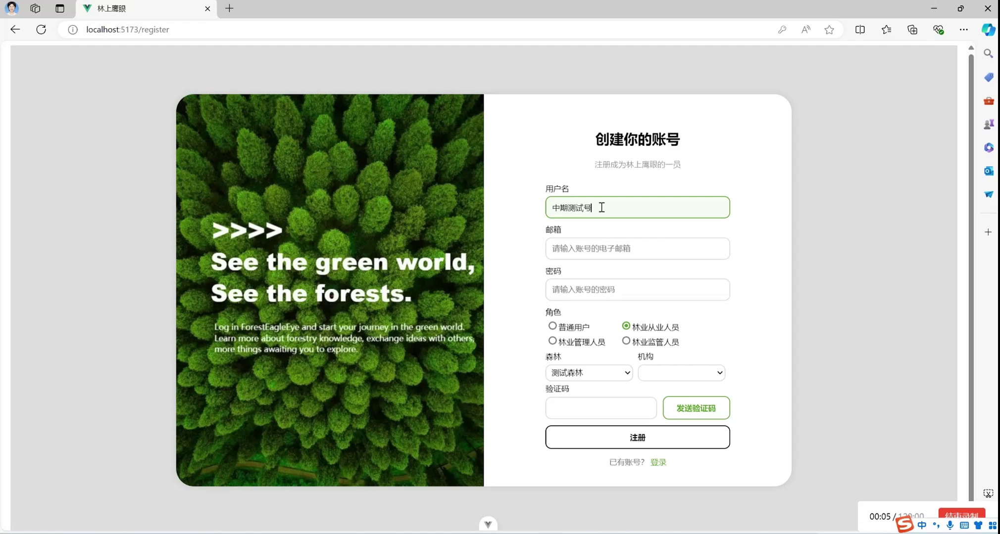 林上鹰眼
localhost:5173/register
创建你的账号
注册成为林上鹰眼的一员
用户名
中期测试号
邮箱
请输入账号的电子邮箱
密码
请输入账号的密码
角色
普通用户 林业从业人员
林业管理人员 林业监管人员
森林 机构
测试森林
验证码
发送验证码
注册
已有账号? 登录
>>>>
See the green world,
See the forests.
Log in ForestEagleEye and start your journey in the green world.
Learn more about forestry knowledge, exchange ideas with others,
more things awaiting you to explore.
00:05 / 120:00
结束录制
中